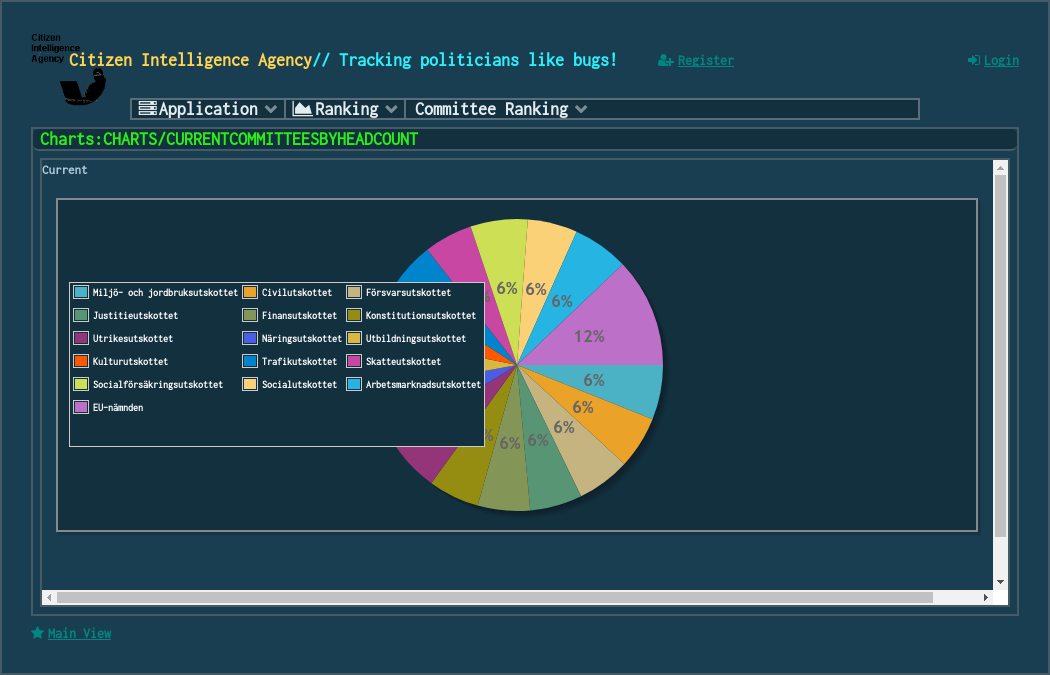 Citizen
Intelligence
Agency
Citizen Intelligence Agency// Tracking politicians like bugs!
Register
Login
Application
Ranking
Committee Ranking
Charts:CHARTS/CURRENTCOMMITTEESBYHEADCOUNT
Current
Miljö- och jordbruksutskottet Civilutskottet Försvarsutskottet
Justitieutskottet Finansutskottet Konstitutionsutskottet
Utrikesutskottet Näringsutskottet Utbildningsutskottet
Kulturutskottet Trafikutskottet Skatteutskottet
Socialförsäkringsutskottet Socialutskottet Arbetsmarknadsutskottet
EU-nämnden
6%
6%
6%
12%
6%
6%
6%
6%
6%
%
%
Main View